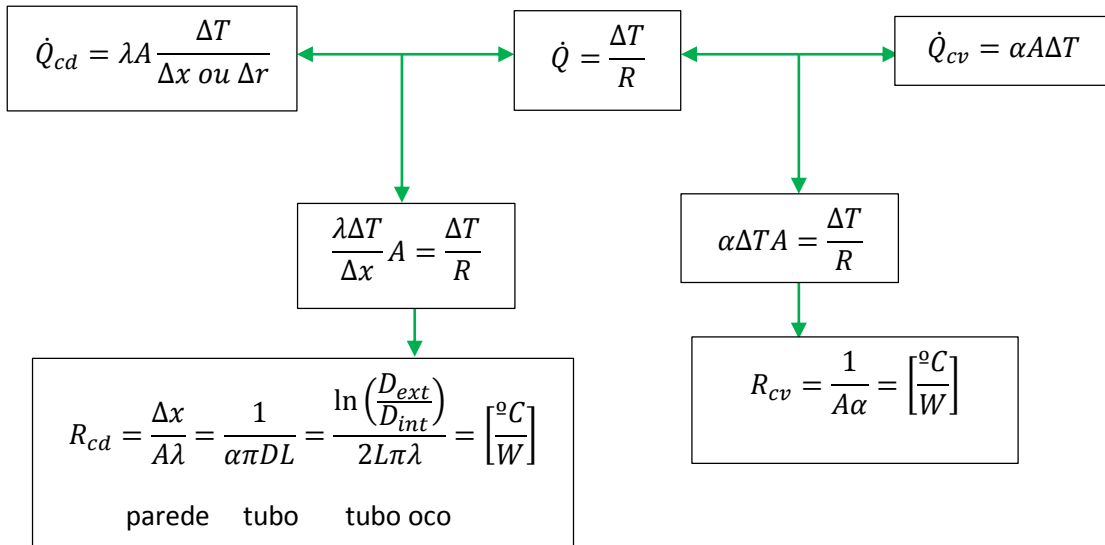 Q̇_cd = λA ΔT/(Δx ou Δr)
Q̇ = ΔT/R
Q̇_cv = αAΔT
λΔT/Δx A = ΔT/R
αΔTA = ΔT/R
R_cd = Δx/(Aλ) = 1/(απDL) = ln(D_ext/D_int)/(2Lπλ) = [ºC/W]
parede tubo tubo oco
R_cv = 1/(Aα) = [ºC/W]